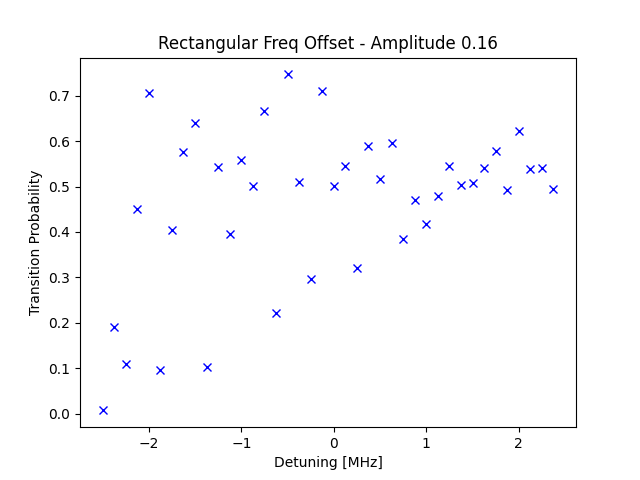 Rectangular Freq Offset - Amplitude 0.16
Transition Probability
0.7
0.6
0.5
0.4
0.3
0.2
0.1
0.0
−2 −1 0 1 2
Detuning [MHz]